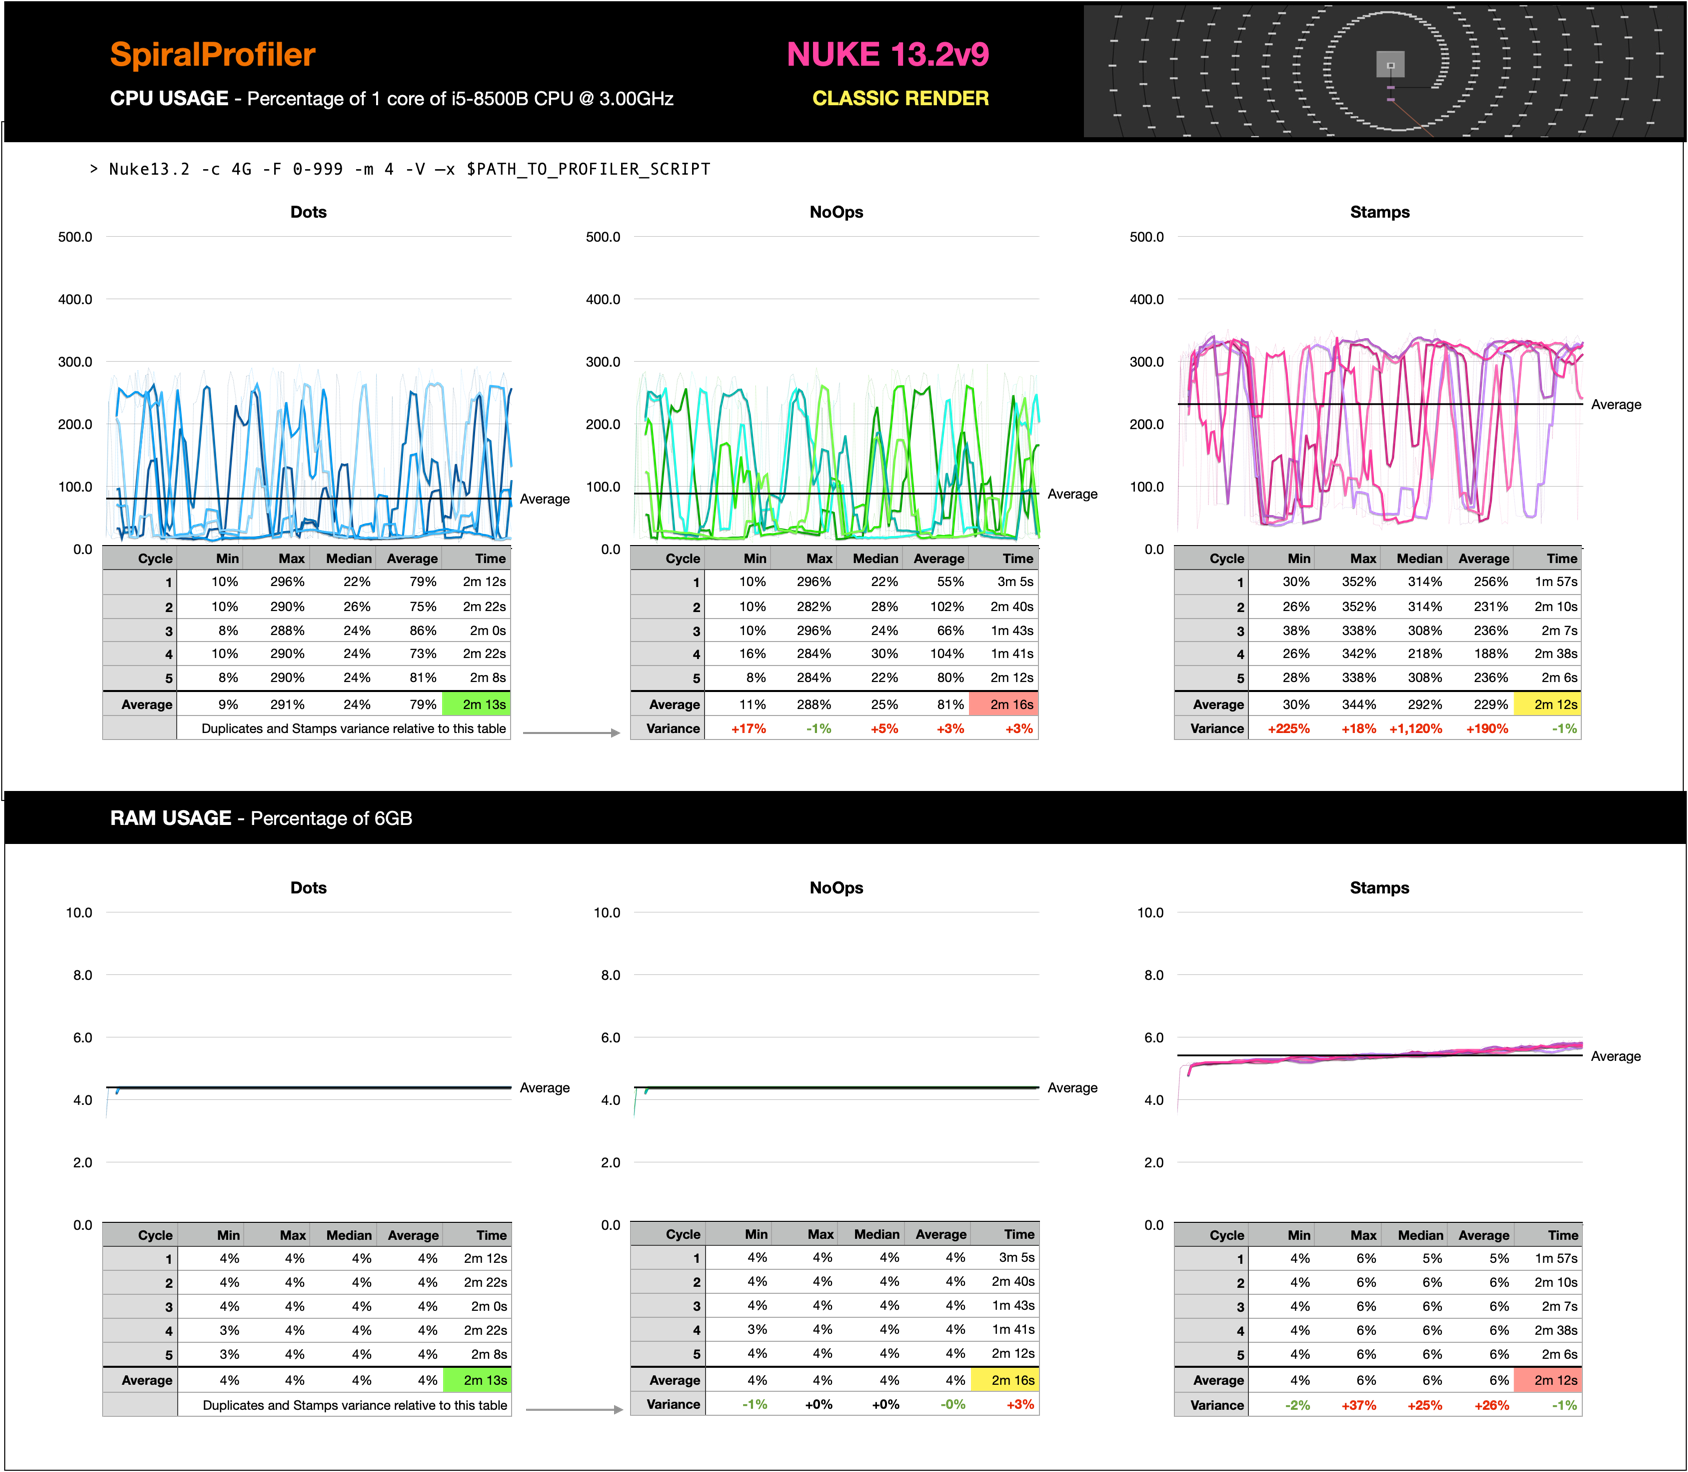 SpiralProfiler
NUKE 13.2v9
CPU USAGE - Percentage of 1 core of i5-8500B CPU @ 3.00GHz
CLASSIC RENDER
> Nuke13.2 -c 4G -F 0-999 -m 4 -V –x $PATH_TO_PROFILER_SCRIPT
Dots
500.0
400.0
300.0
200.0
100.0
0.0
Average
Cycle Min Max Median Average Time
1 10% 296% 22% 79% 2m 12s
2 10% 290% 26% 75% 2m 22s
3 8% 288% 24% 86% 2m 0s
4 10% 290% 24% 73% 2m 22s
5 8% 290% 24% 81% 2m 8s
Average 9% 291% 24% 79% 2m 13s
Duplicates and Stamps variance relative to this table
NoOps
500.0
400.0
300.0
200.0
100.0
0.0
Average
Cycle Min Max Median Average Time
1 10% 296% 22% 55% 3m 5s
2 10% 282% 28% 102% 2m 40s
3 10% 296% 24% 66% 1m 43s
4 16% 284% 30% 104% 1m 41s
5 8% 284% 22% 80% 2m 12s
Average 11% 288% 25% 81% 2m 16s
Variance +17% -1% +5% +3% +3%
Stamps
500.0
400.0
300.0
200.0
100.0
0.0
Average
Cycle Min Max Median Average Time
1 30% 352% 314% 256% 1m 57s
2 26% 352% 314% 231% 2m 10s
3 38% 338% 308% 236% 2m 7s
4 26% 342% 218% 188% 2m 38s
5 28% 338% 308% 236% 2m 6s
Average 30% 344% 292% 229% 2m 12s
Variance +225% +18% +1,120% +190% -1%
RAM USAGE - Percentage of 6GB
Dots
10.0
8.0
6.0
4.0
2.0
0.0
Average
Cycle Min Max Median Average Time
1 4% 4% 4% 4% 2m 12s
2 4% 4% 4% 4% 2m 22s
3 4% 4% 4% 4% 2m 0s
4 3% 4% 4% 4% 2m 22s
5 3% 4% 4% 4% 2m 8s
Average 4% 4% 4% 4% 2m 13s
Duplicates and Stamps variance relative to this table
NoOps
10.0
8.0
6.0
4.0
2.0
0.0
Average
Cycle Min Max Median Average Time
1 4% 4% 4% 4% 3m 5s
2 4% 4% 4% 4% 2m 40s
3 4% 4% 4% 4% 1m 43s
4 3% 4% 4% 4% 1m 41s
5 4% 4% 4% 4% 2m 12s
Average 4% 4% 4% 4% 2m 16s
Variance -1% +0% +0% -0% +3%
Stamps
10.0
8.0
6.0
4.0
2.0
0.0
Average
Cycle Min Max Median Average Time
1 4% 6% 5% 5% 1m 57s
2 4% 6% 6% 6% 2m 10s
3 4% 6% 6% 6% 2m 7s
4 4% 6% 6% 6% 2m 38s
5 4% 6% 6% 6% 2m 6s
Average 4% 6% 6% 6% 2m 12s
Variance -2% +37% +25% +26% -1%